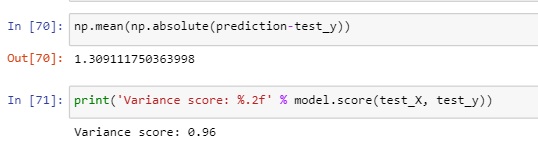 In [70]: np.mean(np.absolute(prediction-test_y))
Out[70]: 1.309111750363998
In [71]: print('Variance score: %.2f' % model.score(test_X, test_y))
Variance score: 0.96